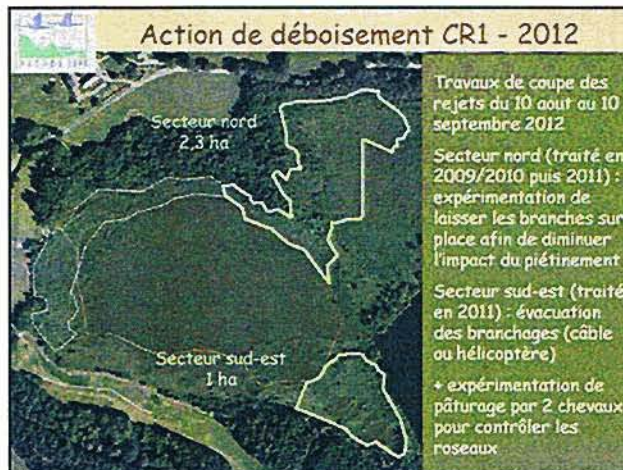 Action de déboisement CR1 - 2012
Secteur nord
2,3 ha
Secteur sud-est
1 ha
Travaux de coupe des
rejets du 10 aout au 10
septembre 2012
Secteur nord (traité en
2009/2010 puis 2011) :
expérimentation de
laisser les branches sur
place afin de diminuer
l'impact du piétinement
Secteur sud-est (traité
en 2011) : évacuation
des branchages (câble
ou hélicoptère)
+ expérimentation de
pâturage par 2 chevaux
pour contrôler les
roseaux